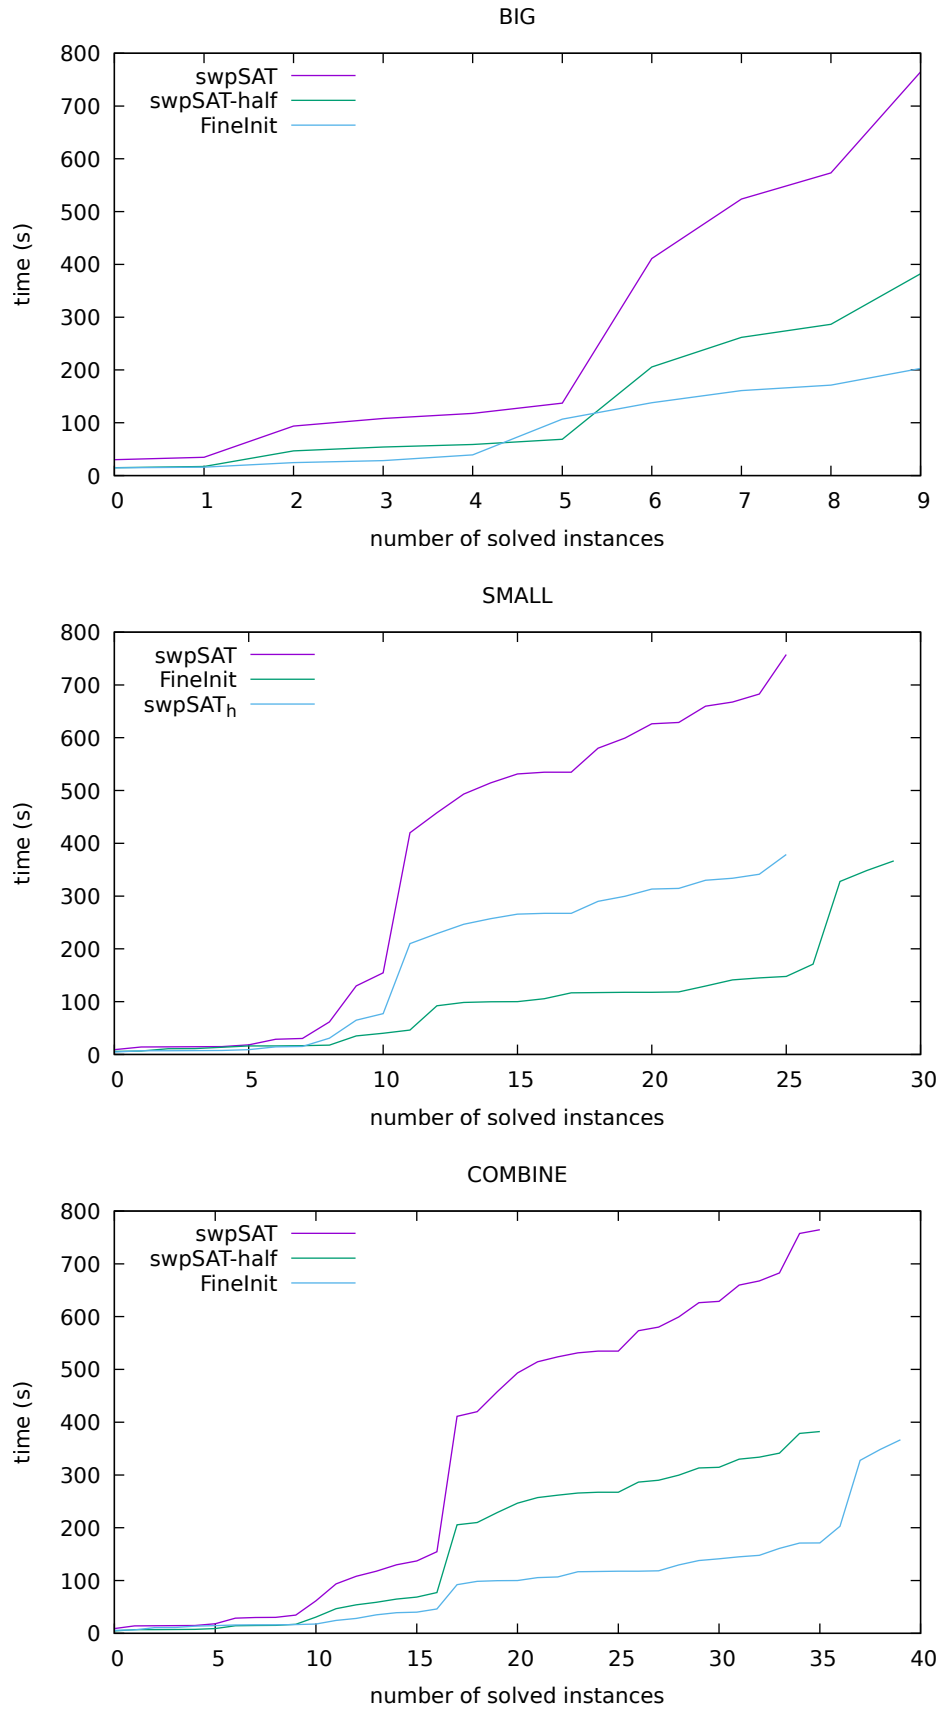 BIG
800
700
600
500
400
300
200
100
0
time (s)
swpSAT
swpSAT-half
FineInit
0 1 2 3 4 5 6 7 8 9
number of solved instances
SMALL
800
700
600
500
400
300
200
100
0
time (s)
swpSAT
FineInit
swpSATh
0 5 10 15 20 25 30
number of solved instances
COMBINE
800
700
600
500
400
300
200
100
0
time (s)
swpSAT
swpSAT-half
FineInit
0 5 10 15 20 25 30 35 40
number of solved instances